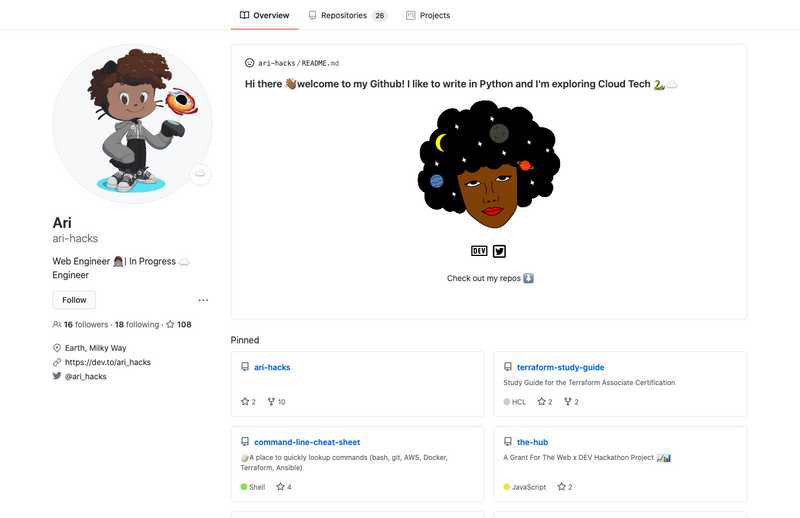 Overview
Repositories 26
Projects
Ari
ari-hacks
Web Engineer 👩🏾‍💻| In Progress ☁️
Engineer
Follow
16 followers · 18 following · 108
Earth, Milky Way
https://dev.to/ari_hacks
@ari_hacks
ari-hacks/README.md
Hi there 👋🏾welcome to my Github! I like to write in Python and I'm exploring Cloud Tech 🐍☁️
DEV
Check out my repos ⬇️
Pinned
ari-hacks
2 10
terraform-study-guide
Study Guide for the Terraform Associate Certification
HCL 2 2
command-line-cheat-sheet
A place to quickly lookup commands (bash, git, AWS, Docker,
Terraform, Ansible)
Shell 4
the-hub
A Grant For The Web x DEV Hackathon Project 📈📊
JavaScript 2